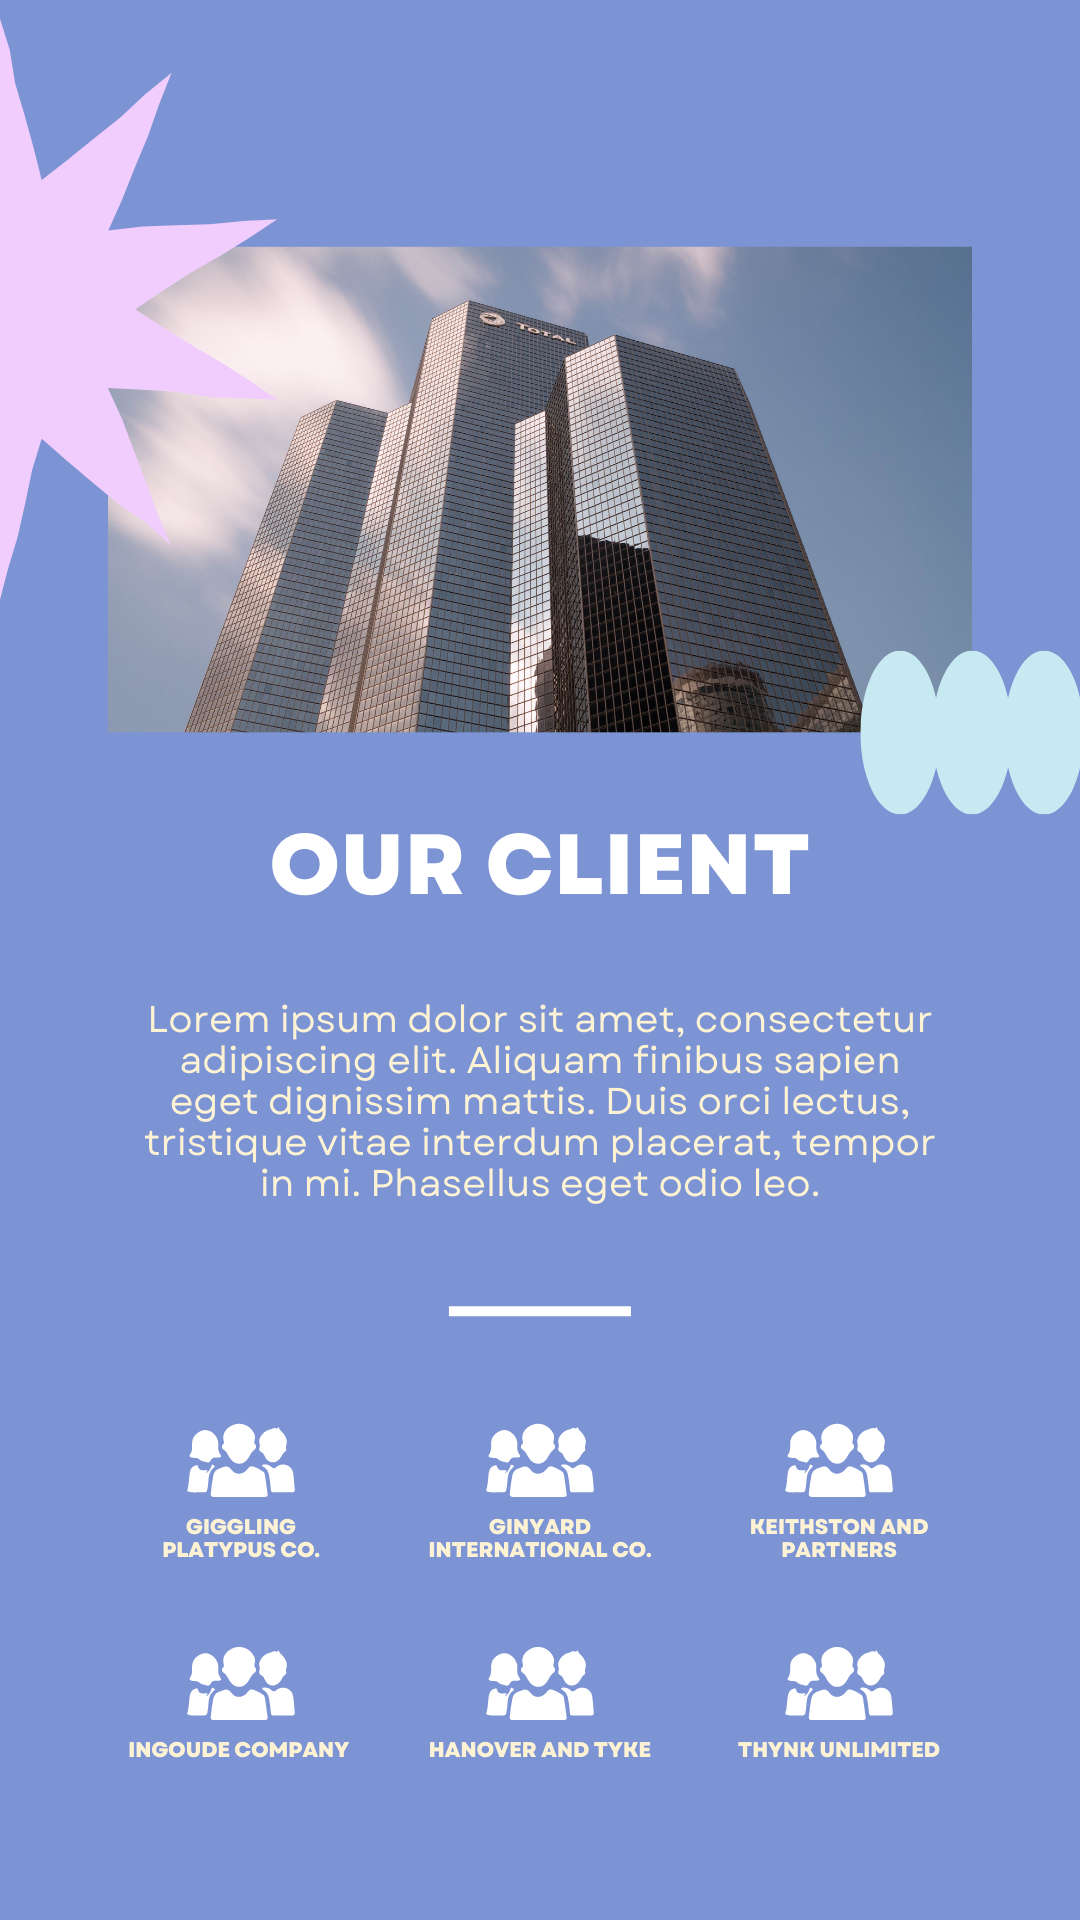 TOTAL
OUR CLIENT
Lorem ipsum dolor sit amet, consectetur
adipiscing elit. Aliquam finibus sapien
eget dignissim mattis. Duis orci lectus,
tristique vitae interdum placerat, tempor
in mi. Phasellus eget odio leo.
GIGGLING
PLATYPUS CO.
GINYARD
INTERNATIONAL CO.
KEITHSTON AND
PARTNERS
INGOUDE COMPANY
HANOVER AND TYKE
THYNK UNLIMITED